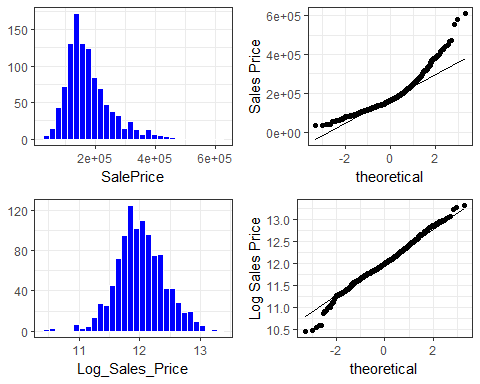 150
100
50
0
2e+05 4e+05 6e+05
SalePrice
Sales Price
6e+05
4e+05
2e+05
0e+00
-2 0 2
theoretical
120
80
40
0
11 12 13
Log_Sales_Price
Log Sales Price
13.0
12.5
12.0
11.5
11.0
10.5
-2 0 2
theoretical